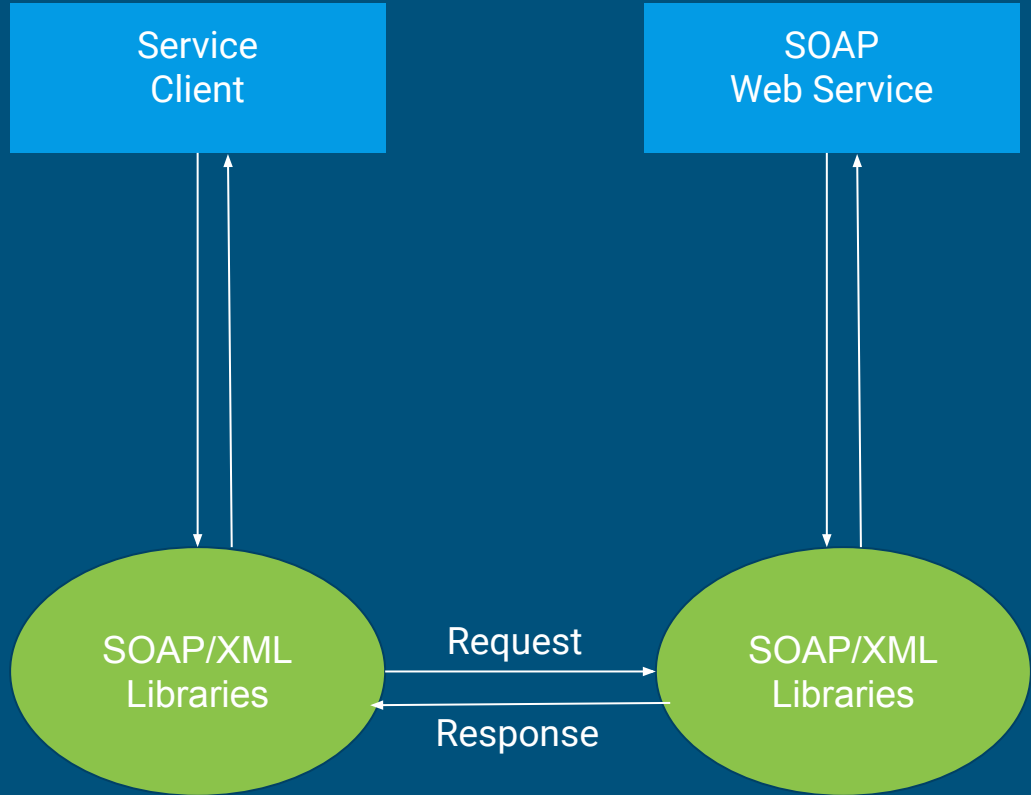 Service
Client
SOAP
Web Service
SOAP/XML
Libraries
Request
Response
SOAP/XML
Libraries